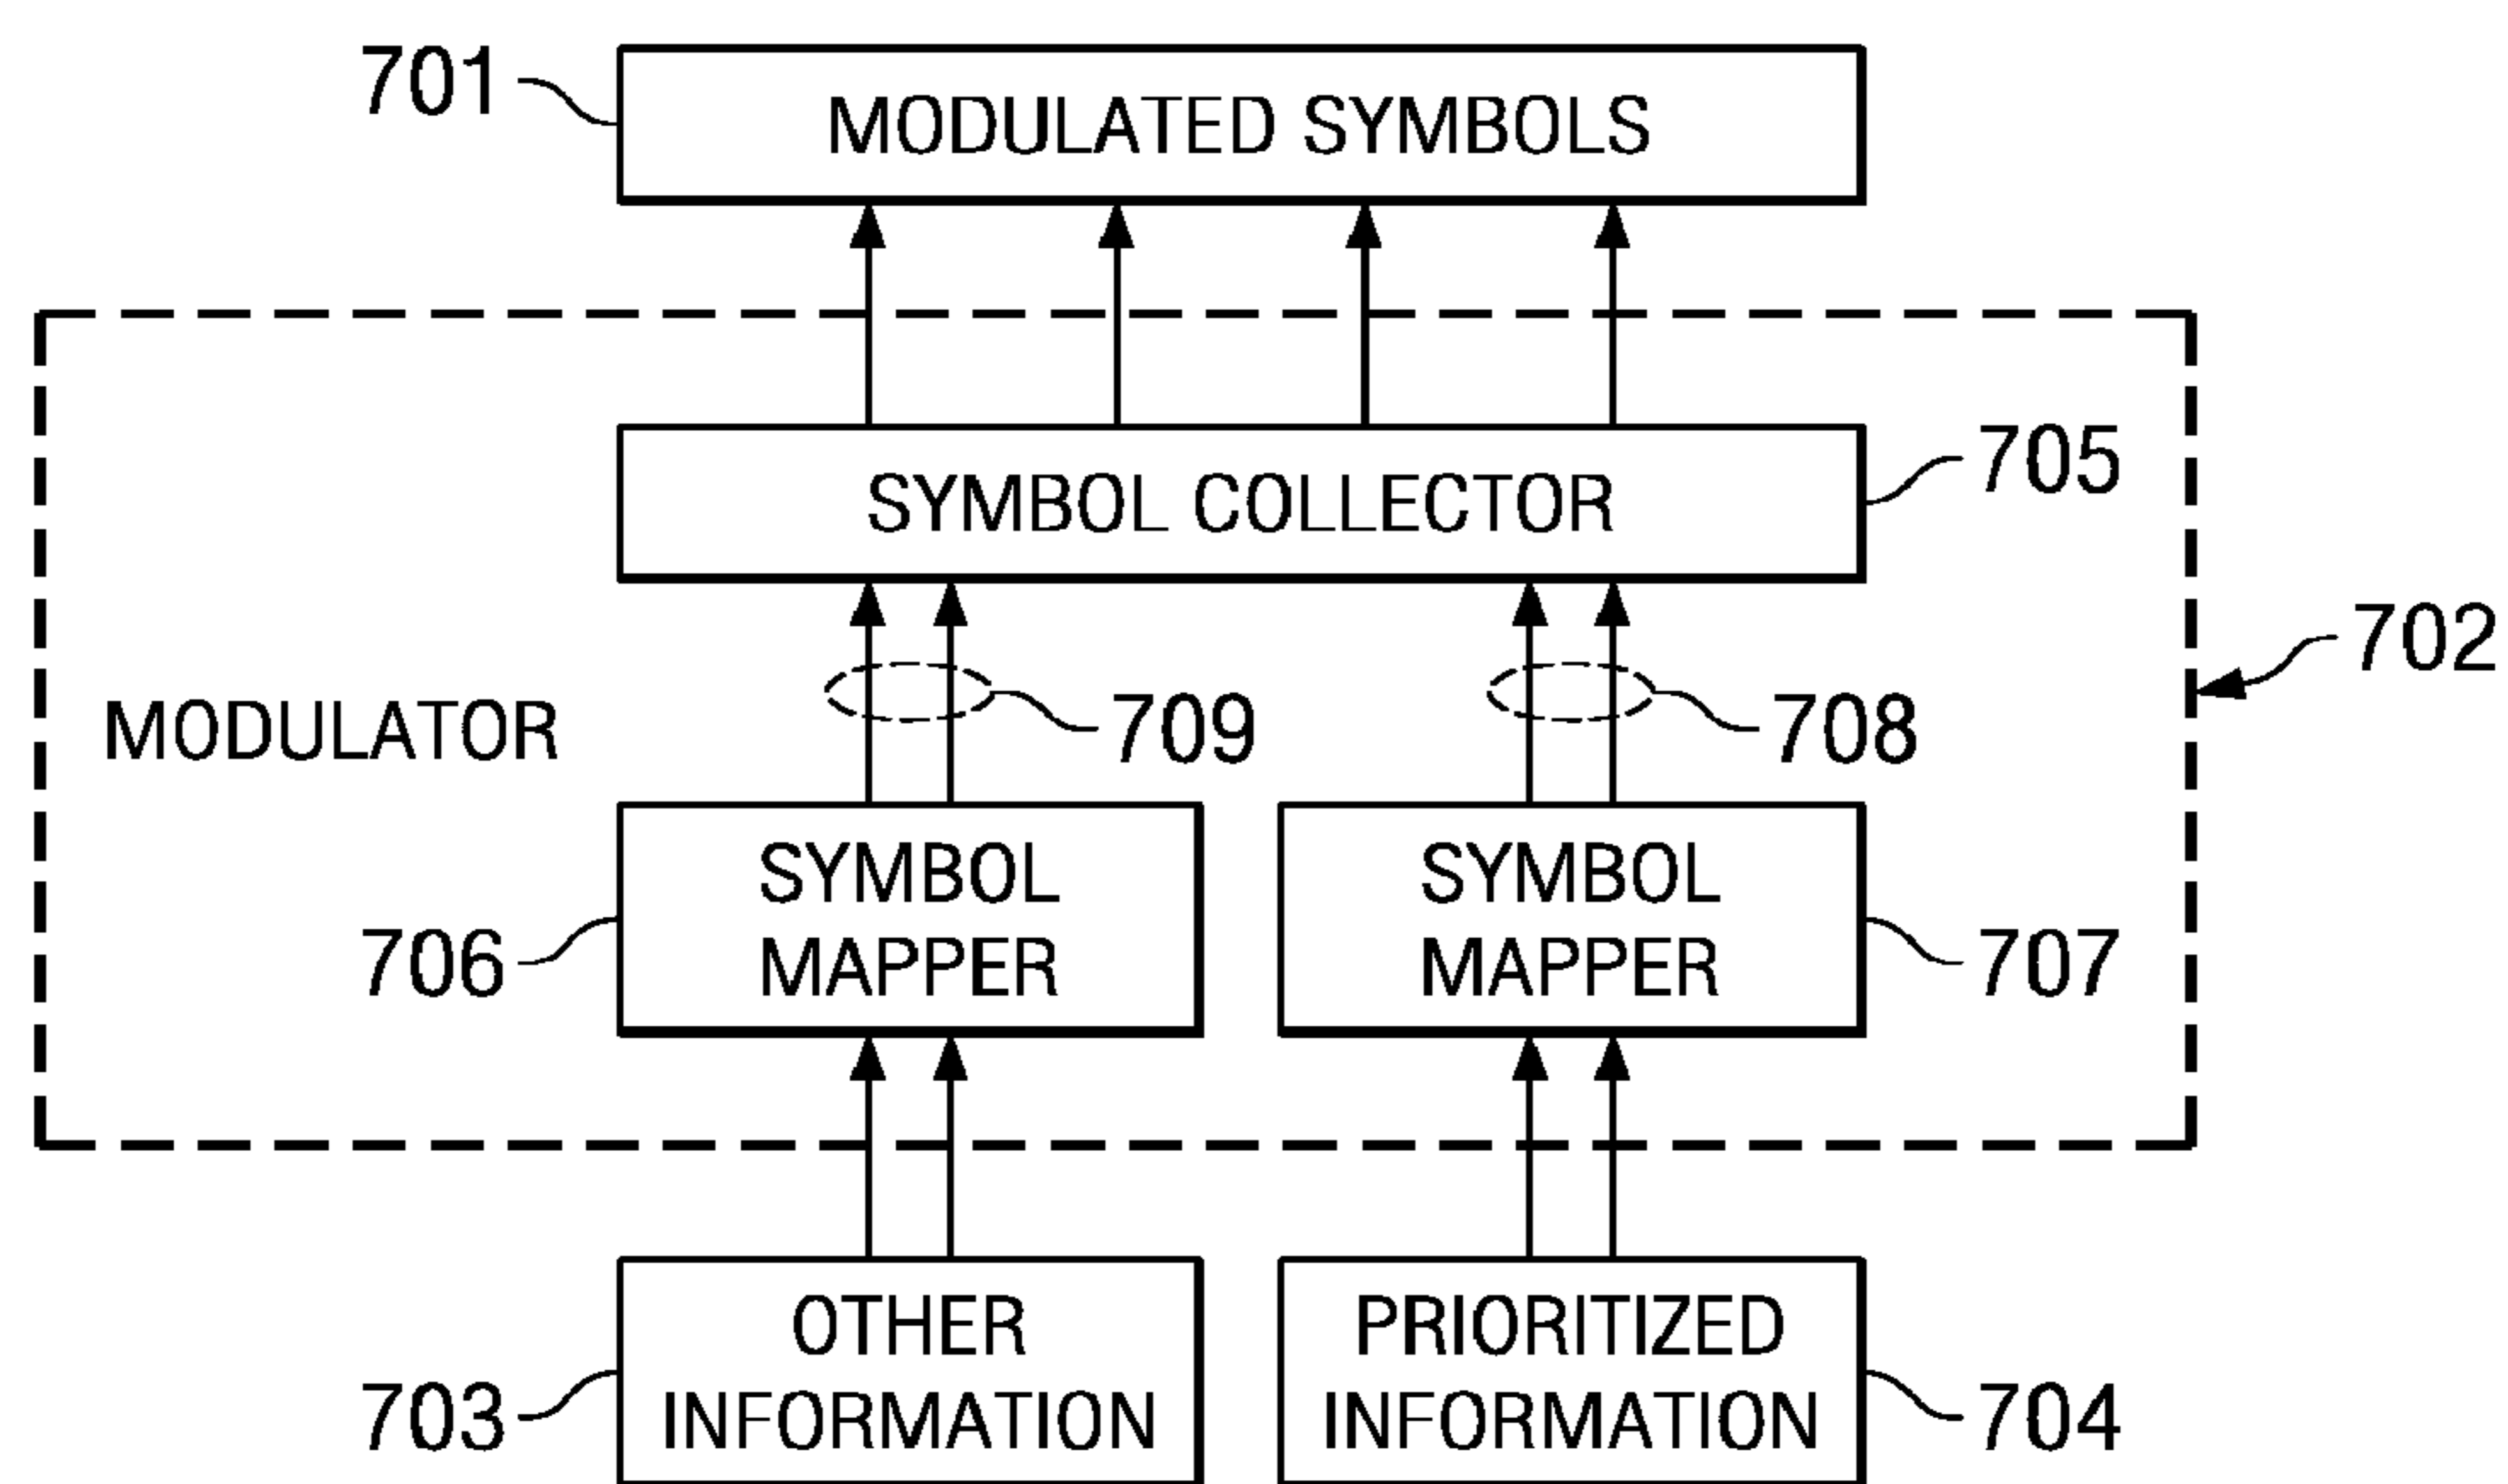 701
MODULATED SYMBOLS
SYMBOL COLLECTOR
705
702
MODULATOR
709
708
SYMBOL
MAPPER
706
SYMBOL
MAPPER
707
OTHER
INFORMATION
703
PRIORITIZED
INFORMATION
704